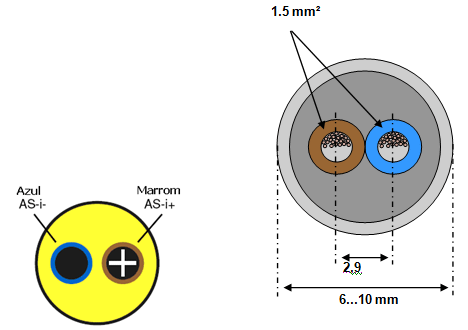 1.5 mm²
Azul
AS-i-
Marrom
AS-i+
2,9
6...10 mm